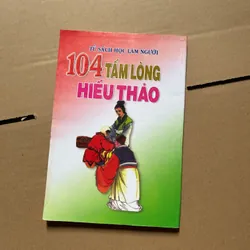 TỦ SÁCH HỌC LÀM NGƯỜI
104 TẤM LÒNG
HIẾU THẢO